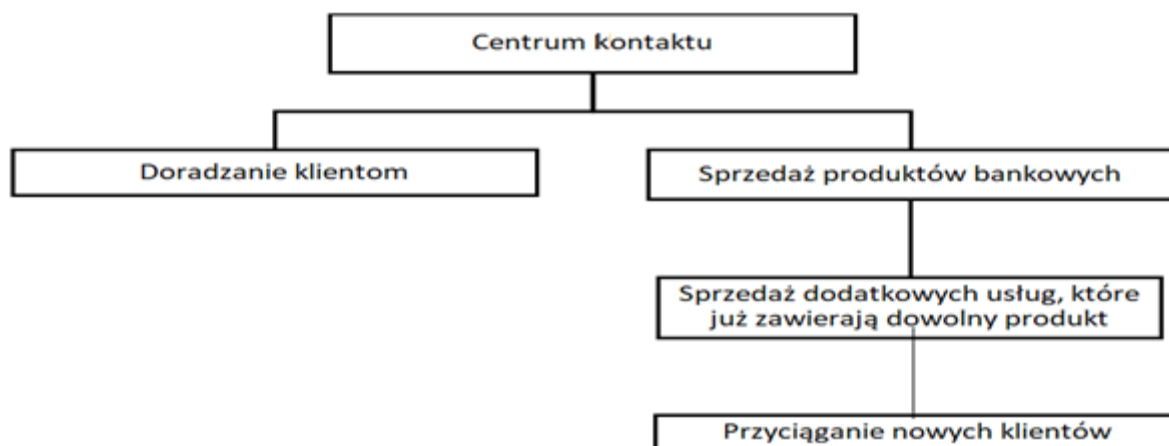 Centrum kontaktu
Doradzanie klientom
Sprzedaż produktów bankowych
Sprzedaż dodatkowych usług, które
już zawierają dowolny produkt
Przyciąganie nowych klientów